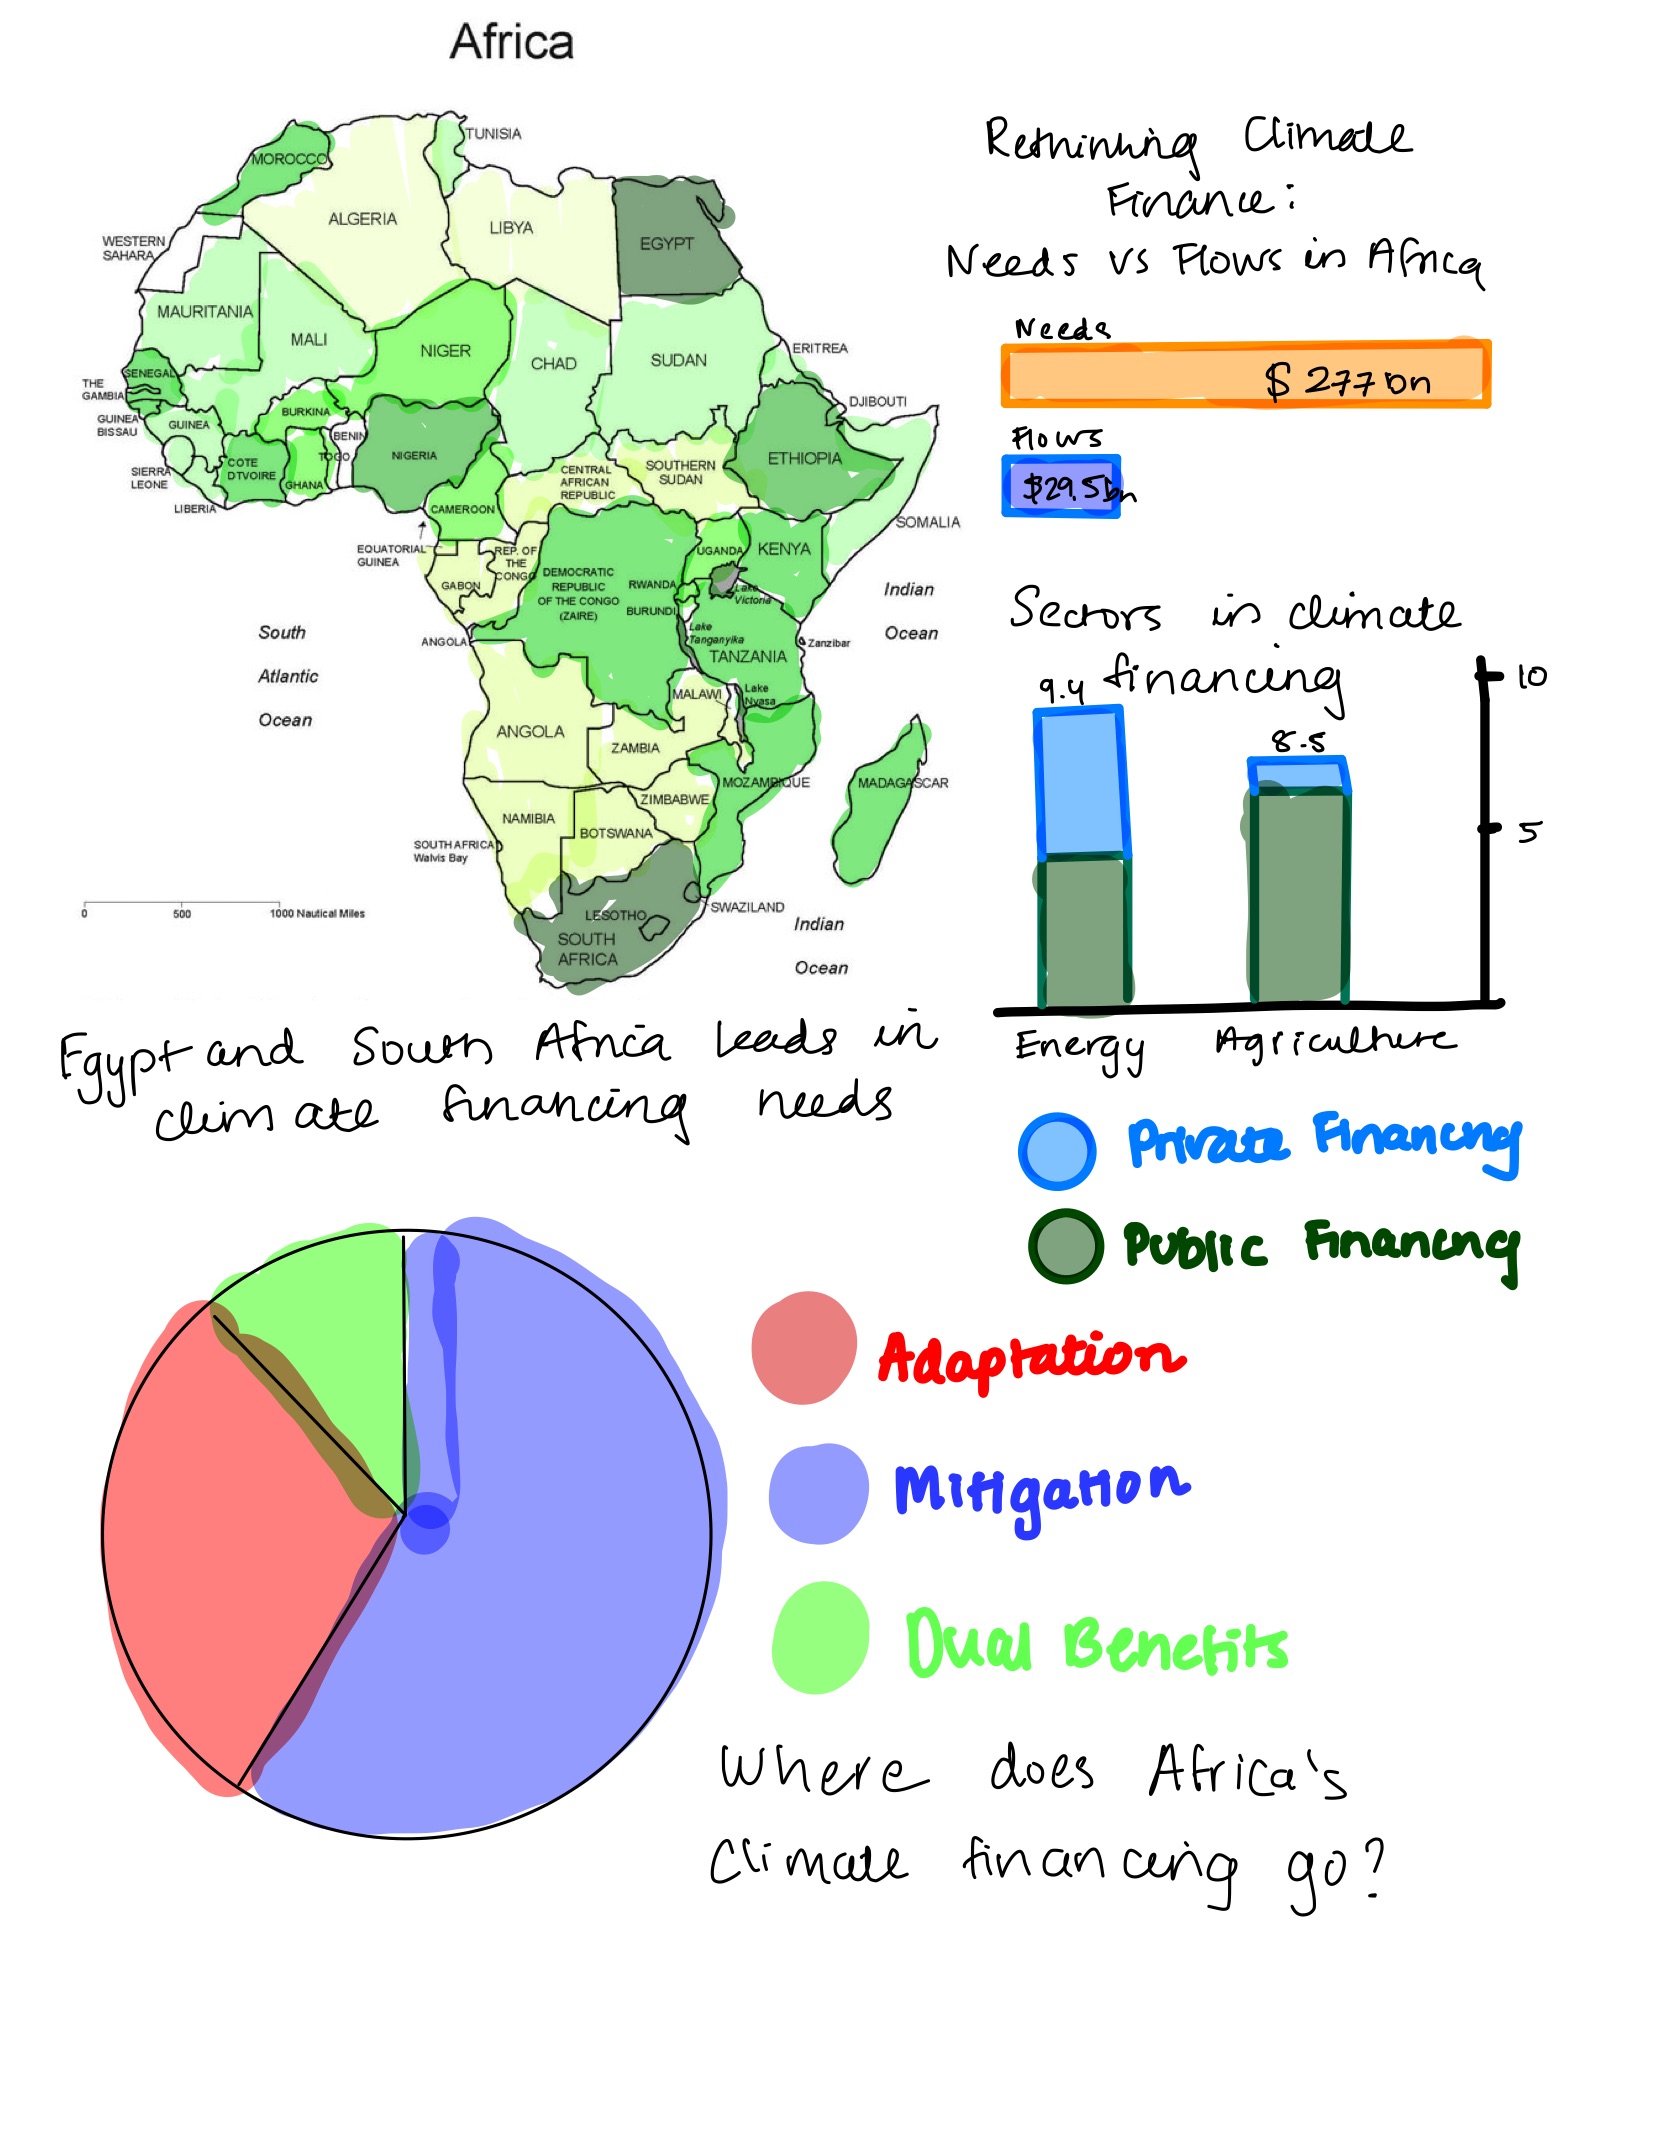 Africa
TUNISIA
MOROCCO
ALGERIA
LIBYA
EGYPT
WESTERN
SAHARA
MAURITANIA
MALI
NIGER
CHAD
SUDAN
ERITREA
SENEGAL
THE
GAMBIA
GUINEA
BISSAU
GUINEA
BURKINA
BENIN
TOGO
NIGERIA
DJIBOUTI
ETHIOPIA
SIERRA
LEONE
COTE
DTVOIRE
GHANA
LIBERIA
CENTRAL
AFRICAN
REPUBLIC
SOUTHERN
SUDAN
CAMEROON
SOMALIA
EQUATORIAL
GUINEA
REP. OF
THE
CONGO
GABON
UGANDA
KENYA
DEMOCRATIC
REPUBLIC
OF THE CONGO
(ZAIRE)
RWANDA
BURUNDI
Lake
Victoria
Lake
Tanganyika
TANZANIA
Zanzibar
Indian
Ocean
South
Atlantic
Ocean
ANGOLA
MALAWI
Lake
Nyasa
ANGOLA
ZAMBIA
MOZAMBIQUE
MADAGASCAR
ZIMBABWE
NAMIBIA
BOTSWANA
SOUTH AFRICA
Walvis Bay
SWAZILAND
LESOTHO
SOUTH
AFRICA
Indian
Ocean
0 500 1000 Nautical Miles
Egypt and South Africa leads in
climate financing needs
Rethinking Climate
Finance:
Needs vs Flows in Africa
Needs
$ 277 bn
Flows
$29.5bn
Sectors in climate
financing
9.4
8.5
10
5
Energy Agriculture
Private Financing
Public Financing
Adaptation
Mitigation
Dual Benefits
Where does Africa's
Climate financing go?